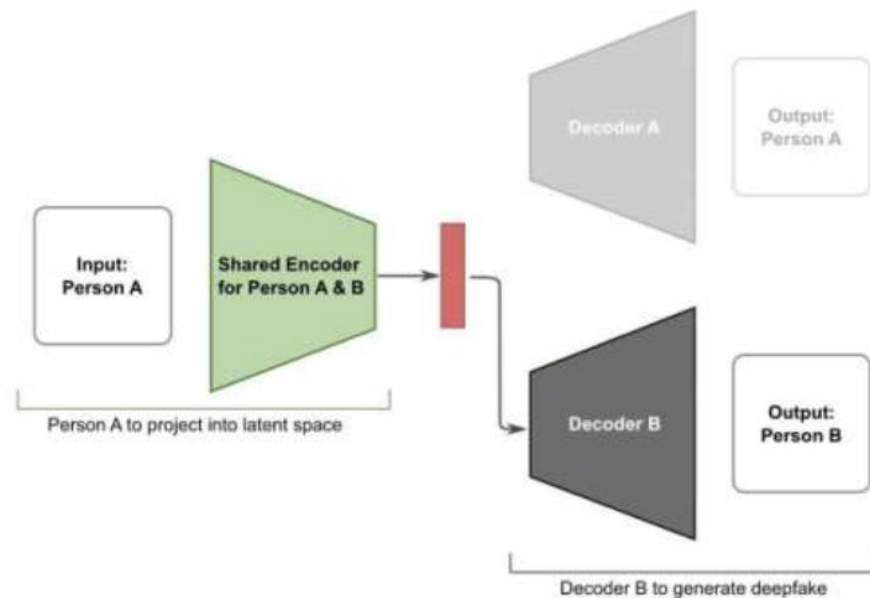 Decoder A
Output:
Person A
Input:
Person A
Shared Encoder
for Person A & B
Person A to project into latent space
Decoder B
Output:
Person B
Decoder B to generate deepfake